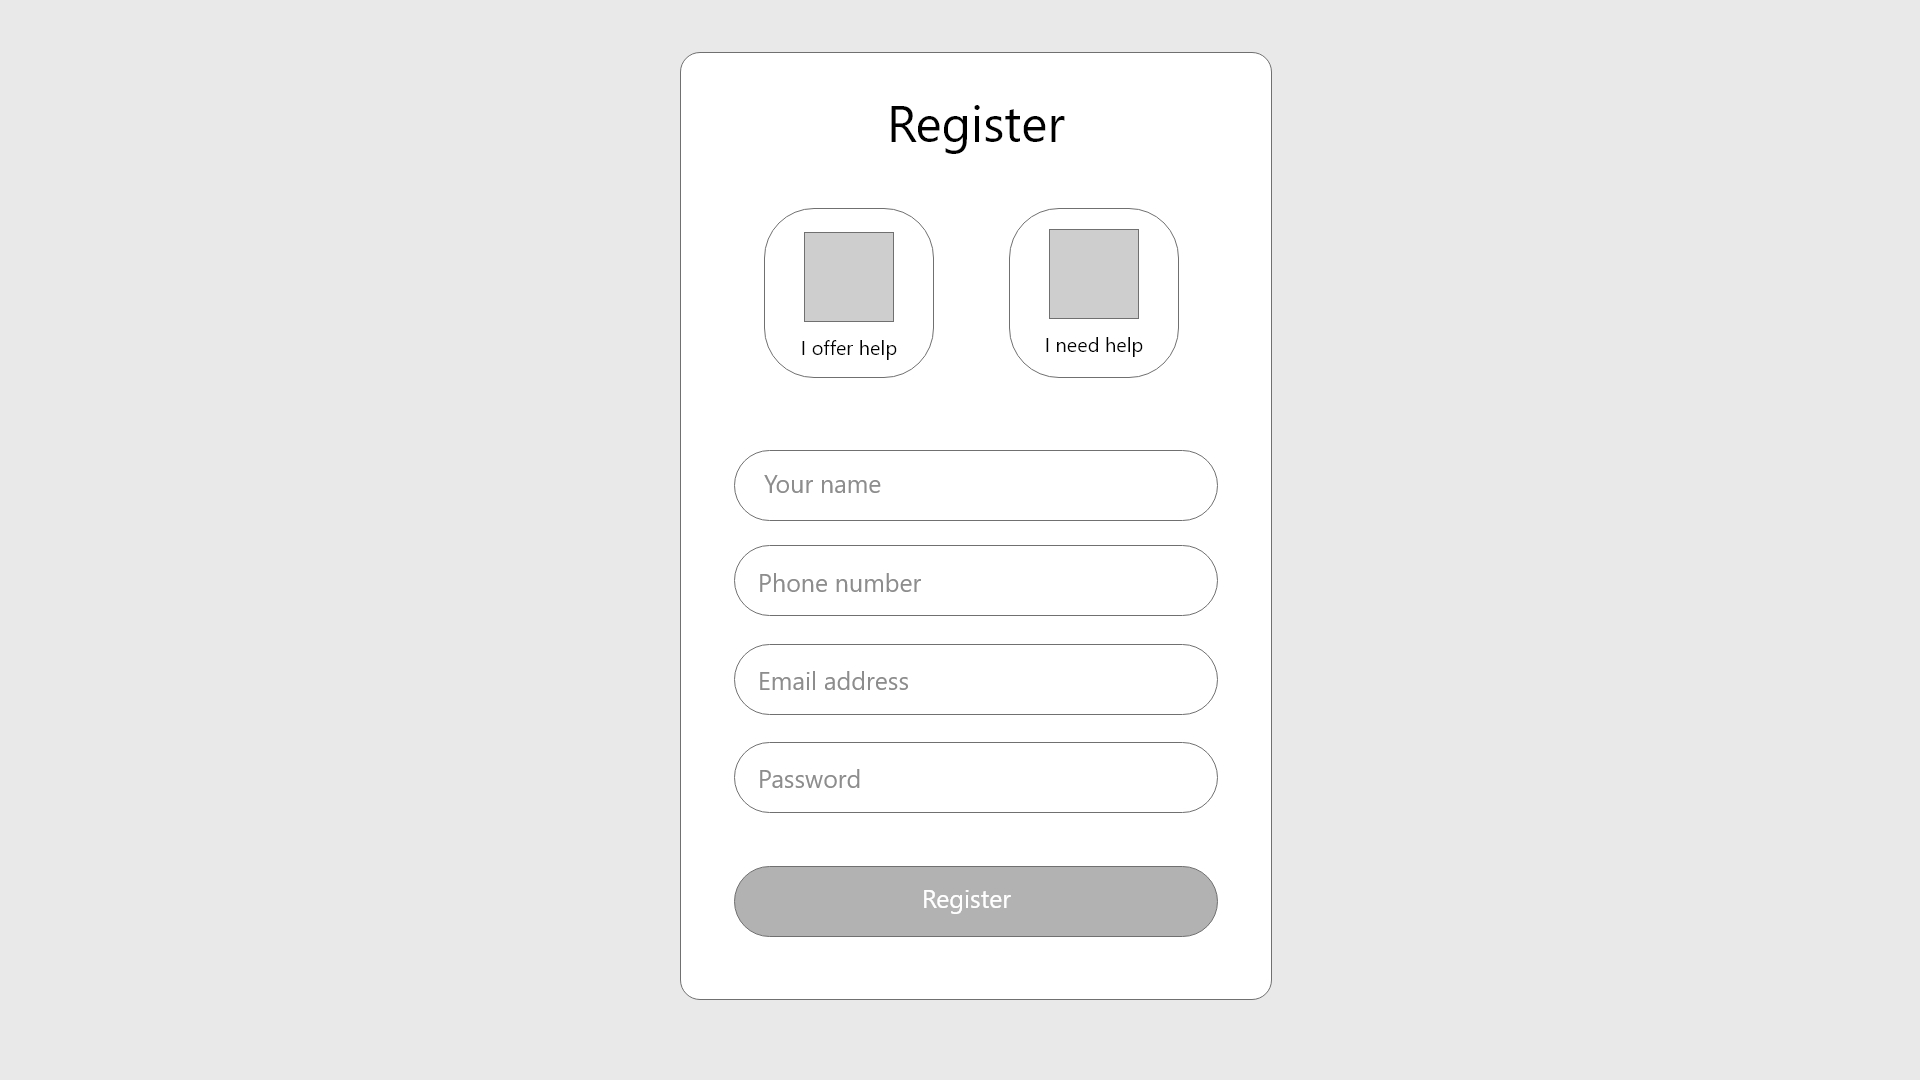 Register
I offer help
I need help
Your name
Phone number
Email address
Password
Register